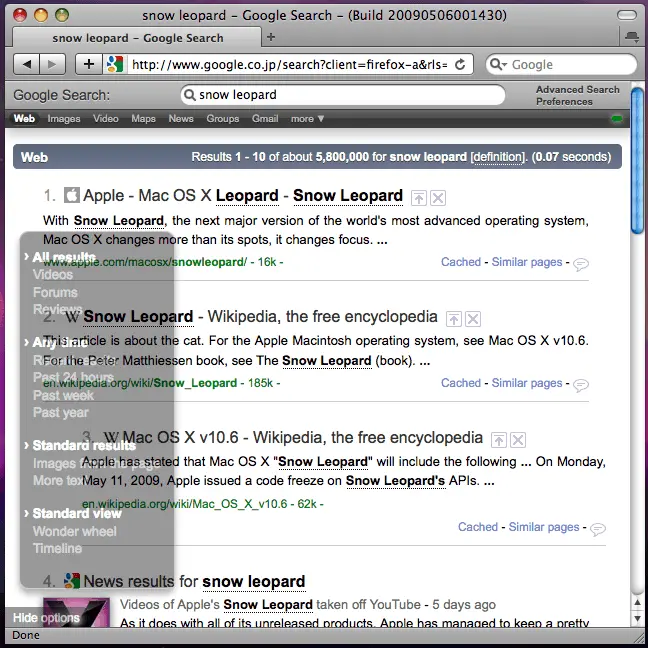 snow leopard - Google Search - (Build 20090506001430)
snow leopard - Google Search
http://www.google.co.jp/search?client=firefox-a&rls=
Google
Google Search:
snow leopard
Advanced Search
Preferences
Web Images Video Maps News Groups Gmail more ▼
Web
Results 1 - 10 of about 5,800,000 for snow leopard [definition]. (0.07 seconds)
1. Apple - Mac OS X Leopard - Snow Leopard
With Snow Leopard, the next major version of the world's most advanced operating system,
Mac OS X changes more than its spots, it changes focus. ...
www.apple.com/macosx/snowleopard/ - 16k -
Cached - Similar pages -
2. Snow Leopard - Wikipedia, the free encyclopedia
This article is about the cat. For the Apple Macintosh operating system, see Mac OS X v10.6.
For the Peter Matthiessen book, see The Snow Leopard (book). ...
en.wikipedia.org/wiki/Snow_Leopard - 185k -
Cached - Similar pages -
3. Mac OS X v10.6 - Wikipedia, the free encyclopedia
Apple has stated that Mac OS X "Snow Leopard" will include the following ... On Monday,
May 11, 2009, Apple issued a code freeze on Snow Leopard's APIs. ...
en.wikipedia.org/wiki/Mac_OS_X_v10.6 - 62k -
Cached - Similar pages -
4. News results for snow leopard
Videos of Apple's Snow Leopard taken off YouTube - 5 days ago
As it does with all of its unreleased products, Apple has managed to keep a pretty
› All results
Videos
Forums
Reviews
› Any time
Past 24 hours
Past week
Past year
› Standard results
Images from the page
More text
› Standard view
Wonder wheel
Timeline
Hide options
Done